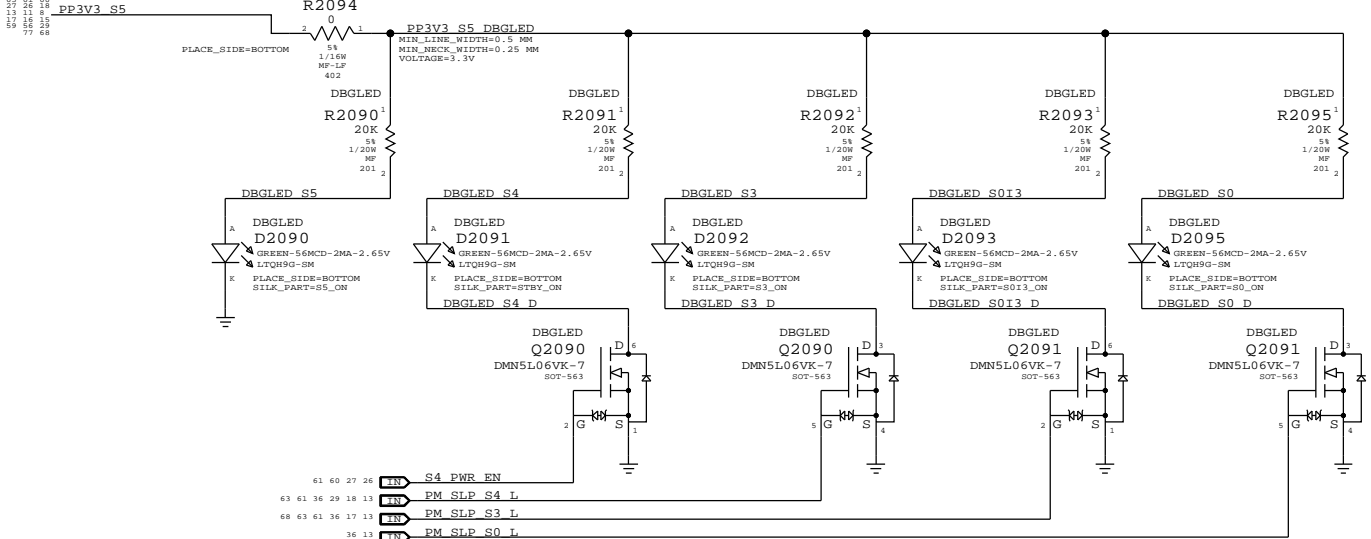 27 26 18
13 11 8
17 16 15
59 56 29
77 68
PP3V3_S5
R2094
0
2
1
5%
1/16W
MF-LF
402
PLACE_SIDE=BOTTOM
PP3V3_S5_DBGLED
MIN_LINE_WIDTH=0.5 MM
MIN_NECK_WIDTH=0.25 MM
VOLTAGE=3.3V
DBGLED
R2090
1
20K
5%
1/20W
MF
201
2
DBGLED
R2091
1
20K
5%
1/20W
MF
201
2
DBGLED
R2092
1
20K
5%
1/20W
MF
201
2
DBGLED
R2093
1
20K
5%
1/20W
MF
201
2
DBGLED
R2095
1
20K
5%
1/20W
MF
201
2
DBGLED_S5
DBGLED_S4
DBGLED_S3
DBGLED_S0I3
DBGLED_S0
A
DBGLED
D2090
GREEN-56MCD-2MA-2.65V
LTQH9G-SM
K
PLACE_SIDE=BOTTOM
SILK_PART=S5_ON
A
DBGLED
D2091
GREEN-56MCD-2MA-2.65V
LTQH9G-SM
K
PLACE_SIDE=BOTTOM
SILK_PART=STBY_ON
A
DBGLED
D2092
GREEN-56MCD-2MA-2.65V
LTQH9G-SM
K
PLACE_SIDE=BOTTOM
SILK_PART=S3_ON
A
DBGLED
D2093
GREEN-56MCD-2MA-2.65V
LTQH9G-SM
K
PLACE_SIDE=BOTTOM
SILK_PART=S0I3_ON
A
DBGLED
D2095
GREEN-56MCD-2MA-2.65V
LTQH9G-SM
K
PLACE_SIDE=BOTTOM
SILK_PART=S0_ON
DBGLED_S4_D
DBGLED_S3_D
DBGLED_S0I3_D
DBGLED_S0_D
DBGLED
Q2090
DMN5L06VK-7
SOT-563
D
6
2
G
S
1
DBGLED
Q2090
DMN5L06VK-7
SOT-563
D
3
5
G
S
4
DBGLED
Q2091
DMN5L06VK-7
SOT-563
D
6
2
G
S
1
DBGLED
Q2091
DMN5L06VK-7
SOT-563
D
3
5
G
S
4
61 60 27 26
IN
S4_PWR_EN
63 61 36 29 18 13
IN
PM_SLP_S4_L
68 63 61 36 17 13
IN
PM_SLP_S3_L
36 13
IN
PM_SLP_S0_L